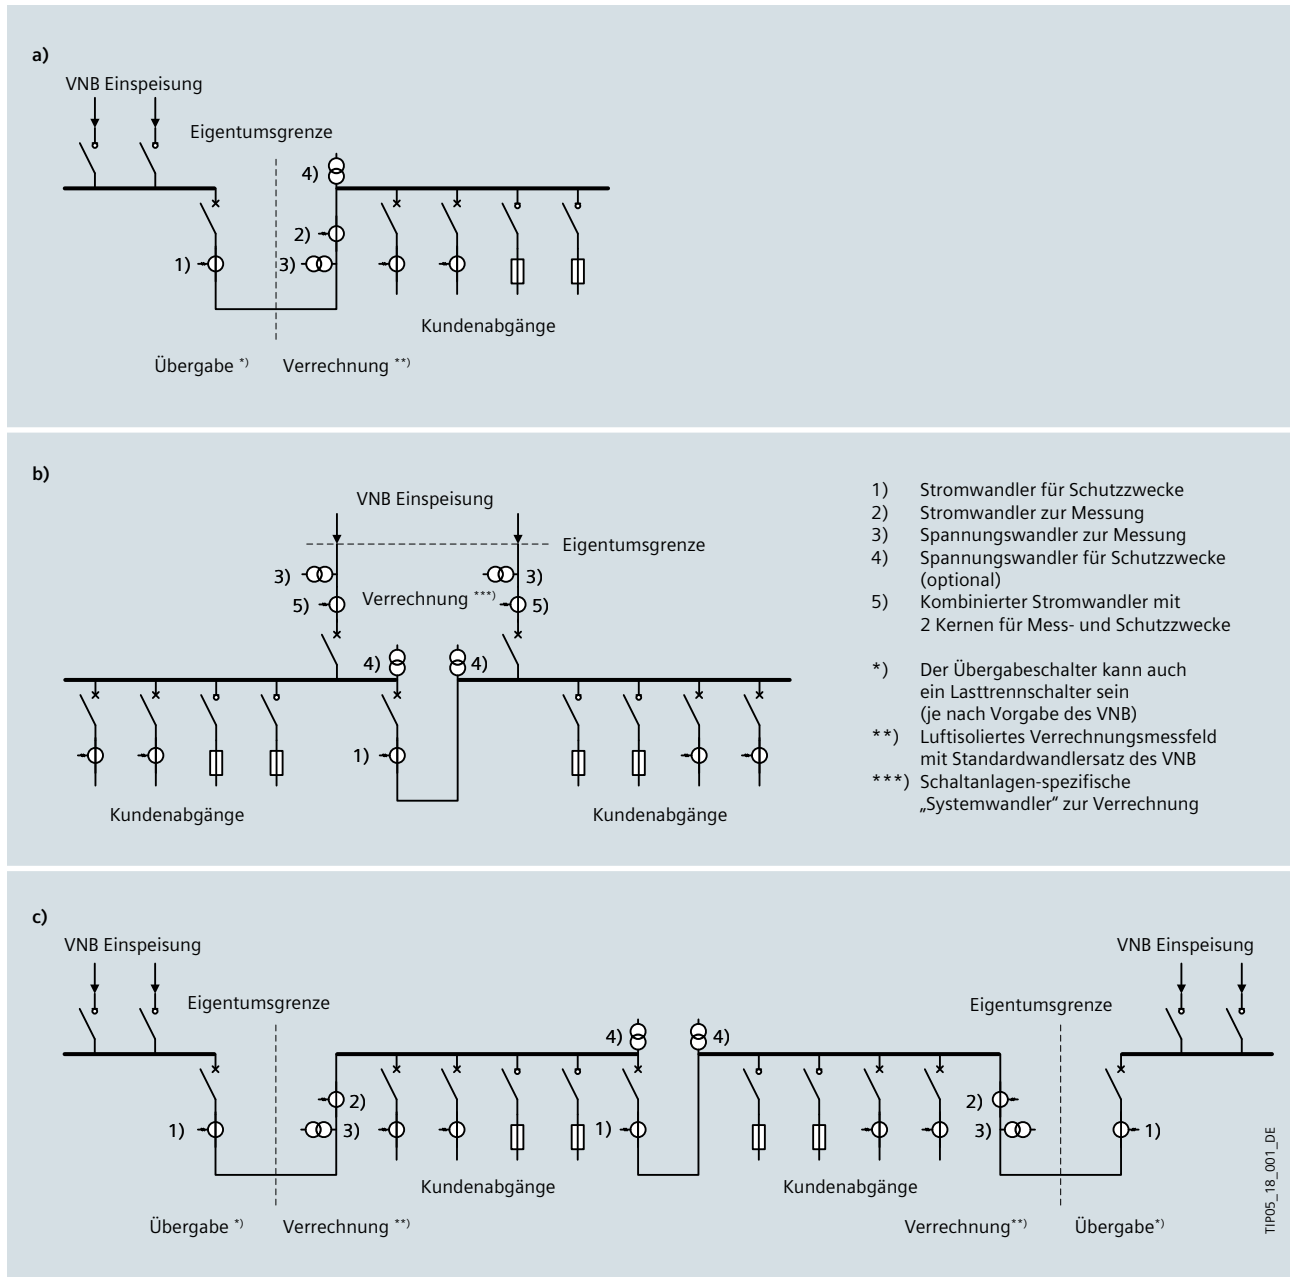 a)
VNB Einspeisung
Eigentumsgrenze
4)
2)
1)
3)
Kundenabgänge
Übergabe *)
Verrechnung **)
b)
VNB Einspeisung
Eigentumsgrenze
3)
3)
5)
Verrechnung ***)
5)
4)
4)
1)
Kundenabgänge
Kundenabgänge
1) Stromwandler für Schutzzwecke
2) Stromwandler zur Messung
3) Spannungswandler zur Messung
4) Spannungswandler für Schutzzwecke
(optional)
5) Kombinierter Stromwandler mit
2 Kernen für Mess- und Schutzzwecke
*) Der Übergabeschalter kann auch
ein Lasttrennschalter sein
(je nach Vorgabe des VNB)
**) Luftisoliertes Verrechnungsmessfeld
mit Standardwandlersatz des VNB
***) Schaltanlagen-spezifische
„Systemwandler“ zur Verrechnung
c)
VNB Einspeisung
VNB Einspeisung
Eigentumsgrenze
Eigentumsgrenze
4)
4)
2)
2)
1)
3)
1)
3)
1)
Kundenabgänge
Kundenabgänge
Übergabe *)
Verrechnung **)
Verrechnung**)
Übergabe*)
TIP05_18_001_DE